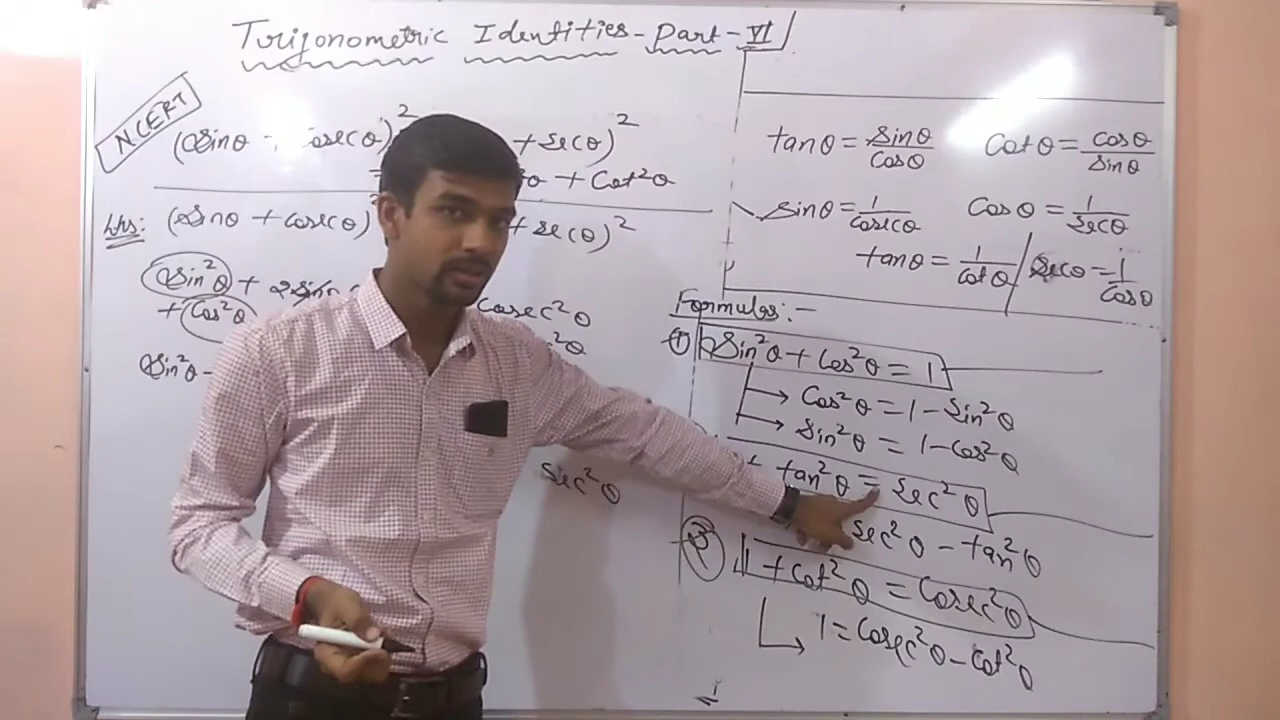 Trigonometric Identities - Part - VI
NCERT
(Sinθ + Cosecθ)² + Secθ)²
θ + Cot²θ
LHS: (Sinθ + Cosecθ) + Secθ)²
Sin²θ + 2Sinθ Cosec²θ
+ Cos²θ ²θ
Sin²θ -
Sec²θ
tanθ = Sinθ/Cosθ Cotθ = Cosθ/Sinθ
Sinθ = 1/Cosecθ Cosθ = 1/Secθ
tanθ = 1/Cotθ / Secθ = 1/Cosθ
Formulas:-
① Sin²θ + Cos²θ = 1
→ Cos²θ = 1 - Sin²θ
→ Sin²θ = 1 - Cos²θ
+ tan²θ = Sec²θ
Sec²θ - tan²θ
③ 1 + Cot²θ = Cosec²θ
→ 1 = Cosec²θ - Cot²θ